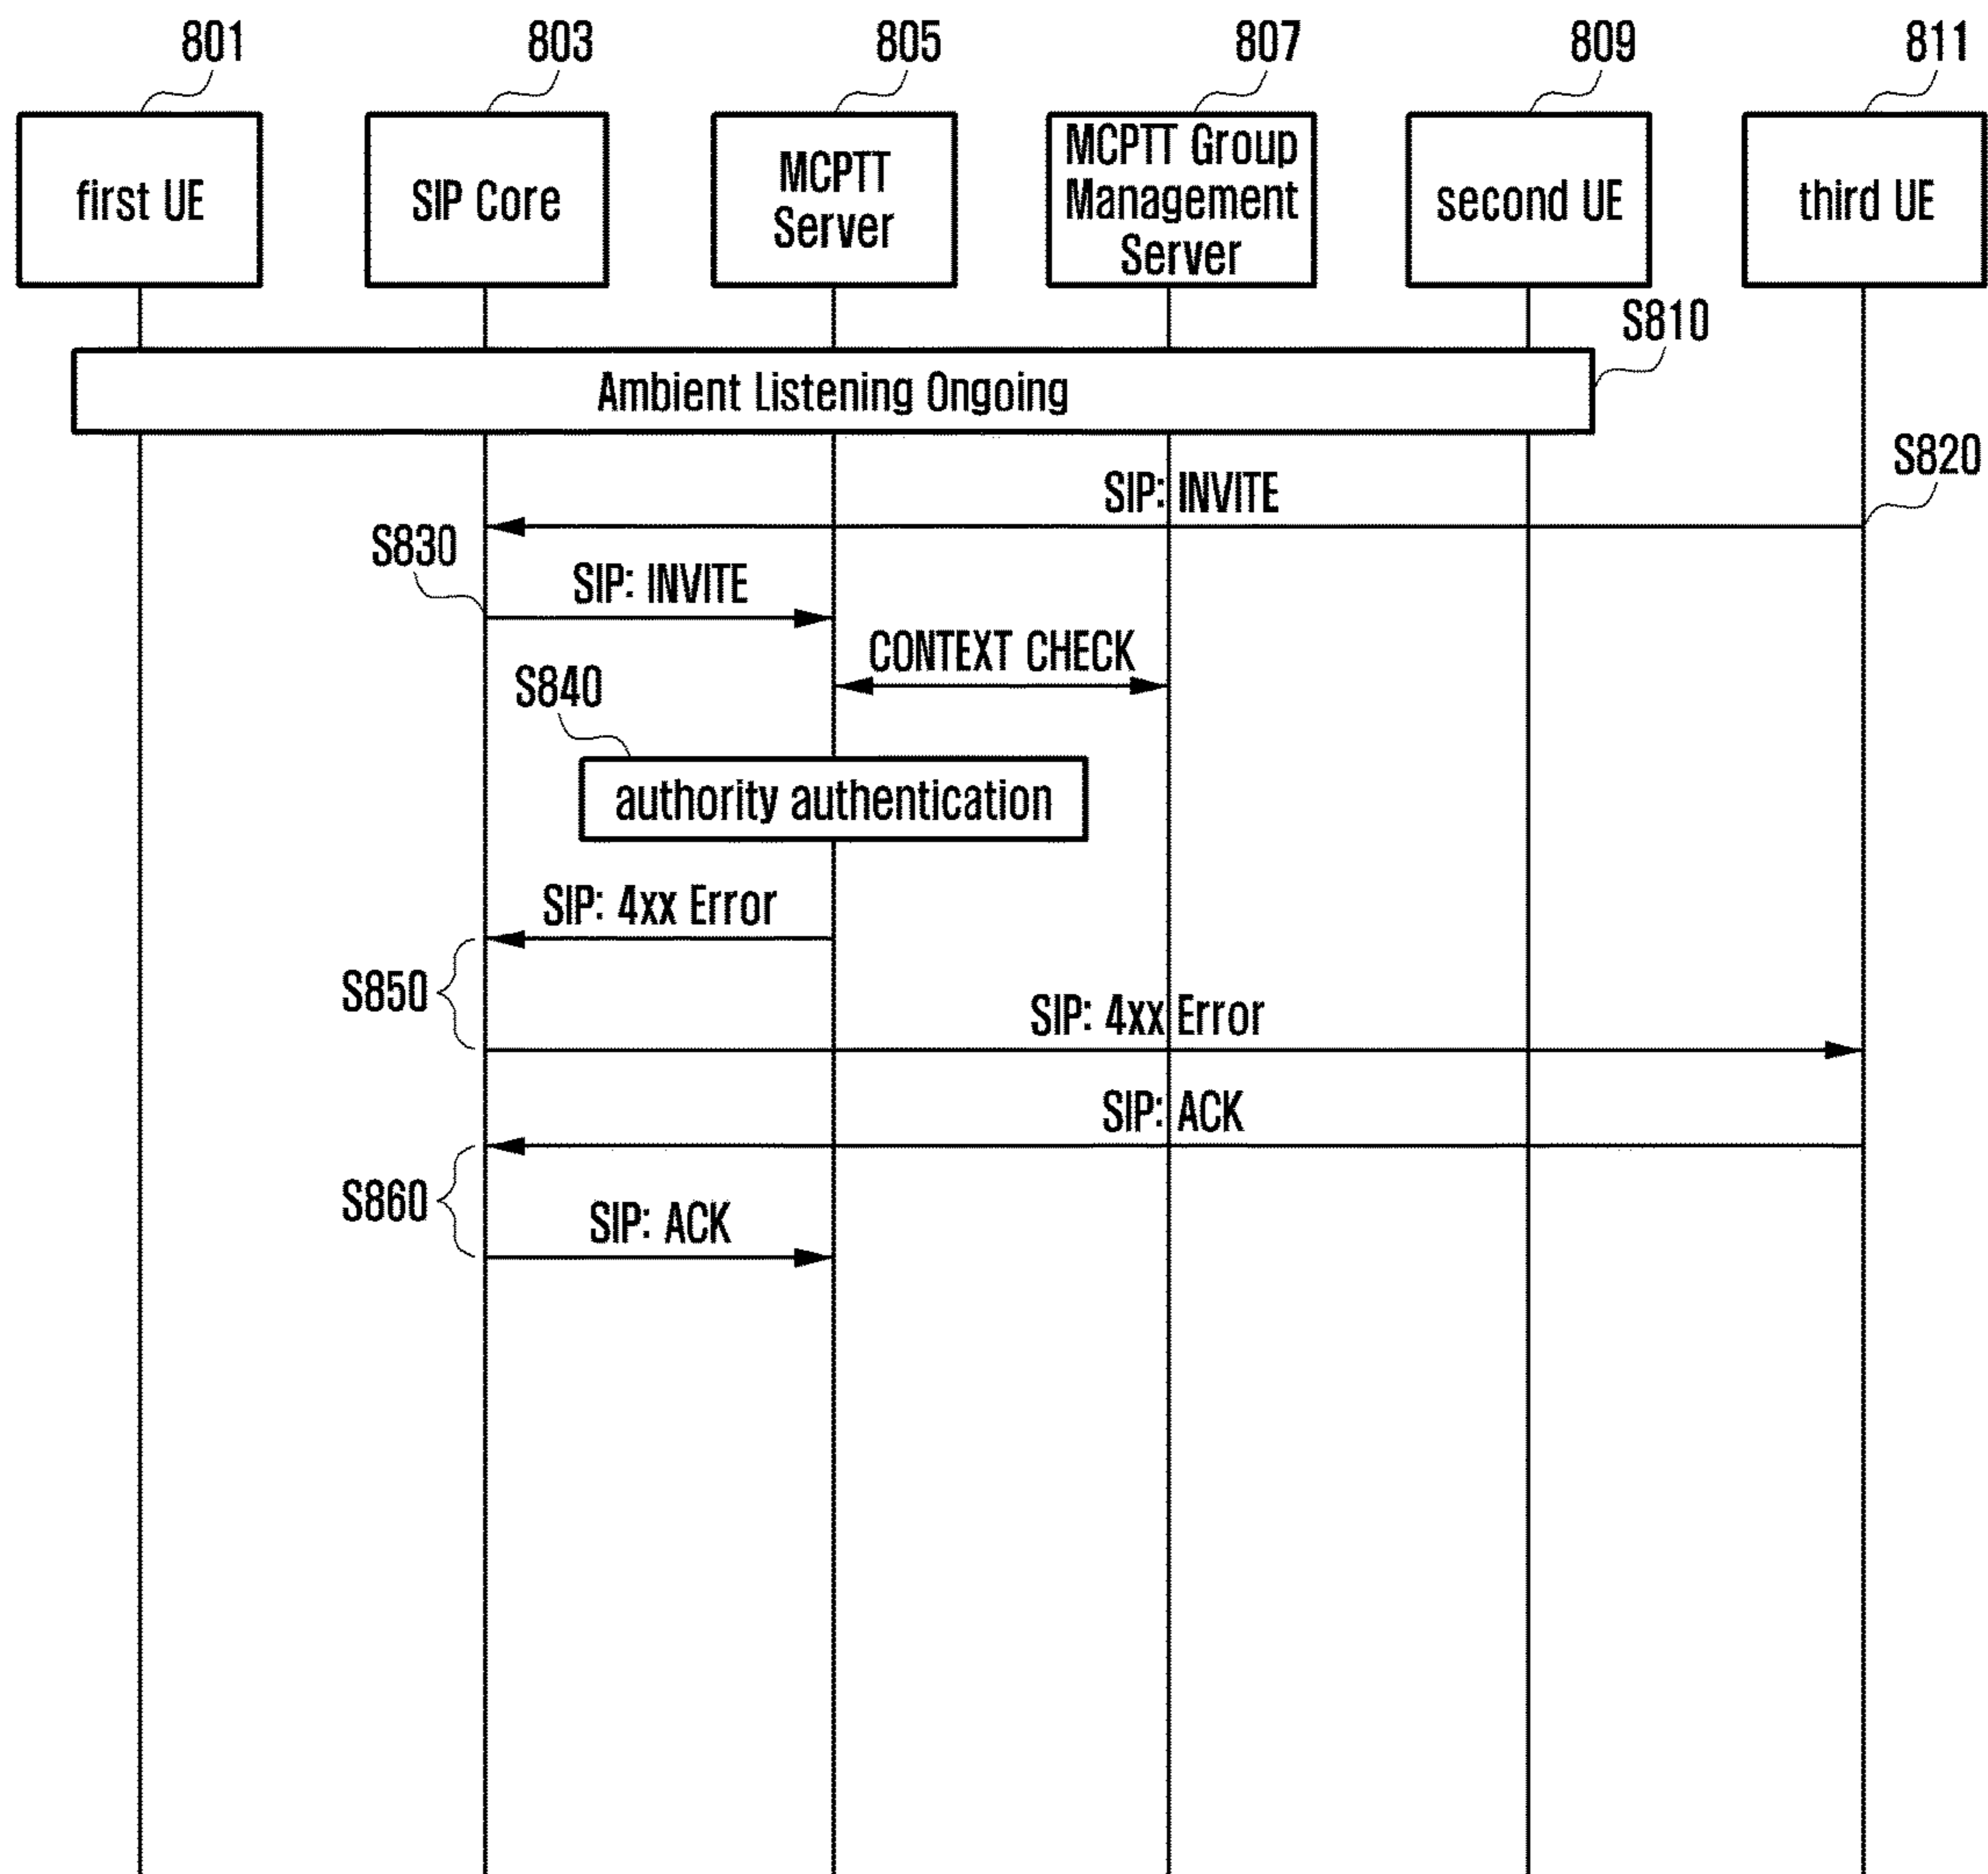 801
803
805
807
809
811
first UE
SIP Core
MCPTT
Server
MCPTT Group
Management
Server
second UE
third UE
S810
Ambient Listening Ongoing
S820
SIP: INVITE
S830
SIP: INVITE
CONTEXT CHECK
S840
authority authentication
SIP: 4xx Error
S850
SIP: 4xx Error
SIP: ACK
S860
SIP: ACK